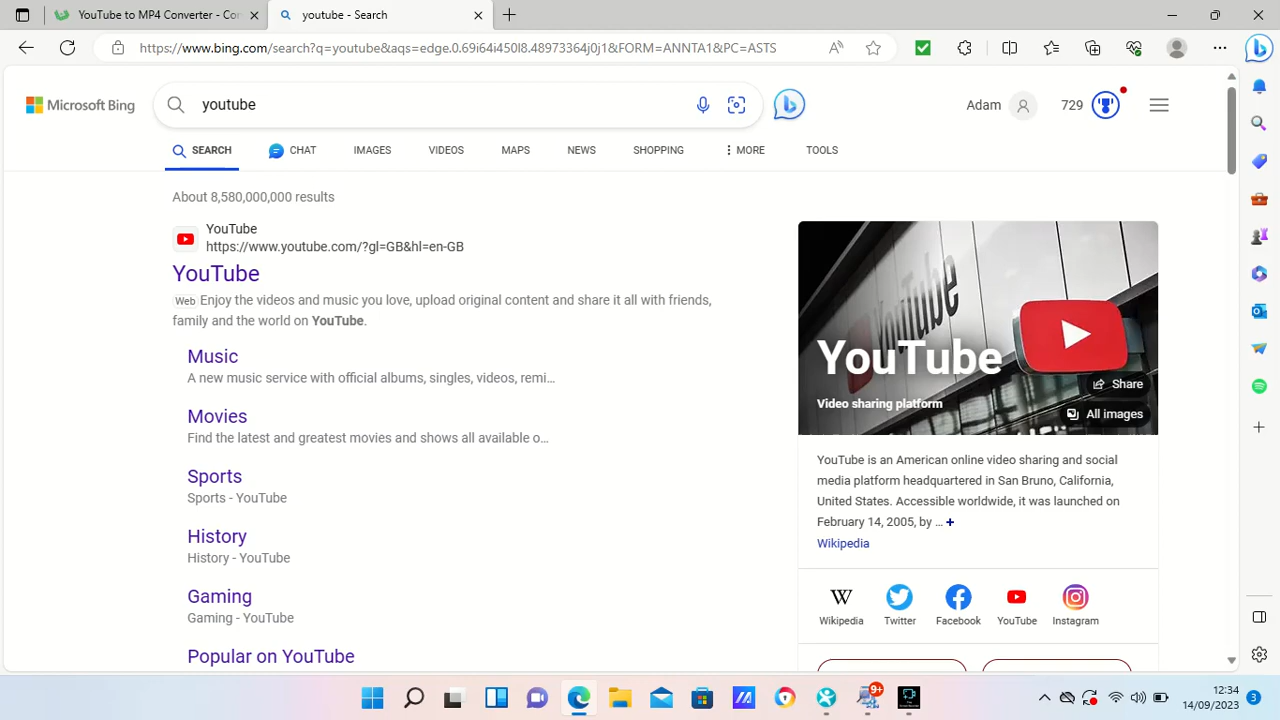 YouTube to MP4
youtube
https://www.bing.com/search?q=youtube&aqs=edge.0.69i64i450l8.48973364j0j1&FORM=ANNTA1&PC=ASTS
Microsoft Bing
youtube
Adam
729
SEARCH
CHAT
IMAGES
VIDEOS
MAPS
NEWS
SHOPPING
MORE
TOOLS
About 8,580,000,000 results
YouTube
https://www.youtube.com/?gl=GB&hl=en-GB
YouTube
Web Enjoy the videos and music you love, upload original content and share it all with friends,
family and the world on YouTube.
Music
A new music service with official albums, singles, videos, remi...
Movies
Find the latest and greatest movies and shows all available o...
Sports
Sports - YouTube
History
History - YouTube
Gaming
Gaming - YouTube
Popular on YouTube
YouTube
YouTube
Video sharing platform
Share
All images
YouTube is an American online video sharing and social
media platform headquartered in San Bruno, California,
United States. Accessible worldwide, it was launched on
February 14, 2005, by ... +
Wikipedia
Wikipedia
Twitter
Facebook
YouTube
Instagram
9+
12:34
14/09/2023
3